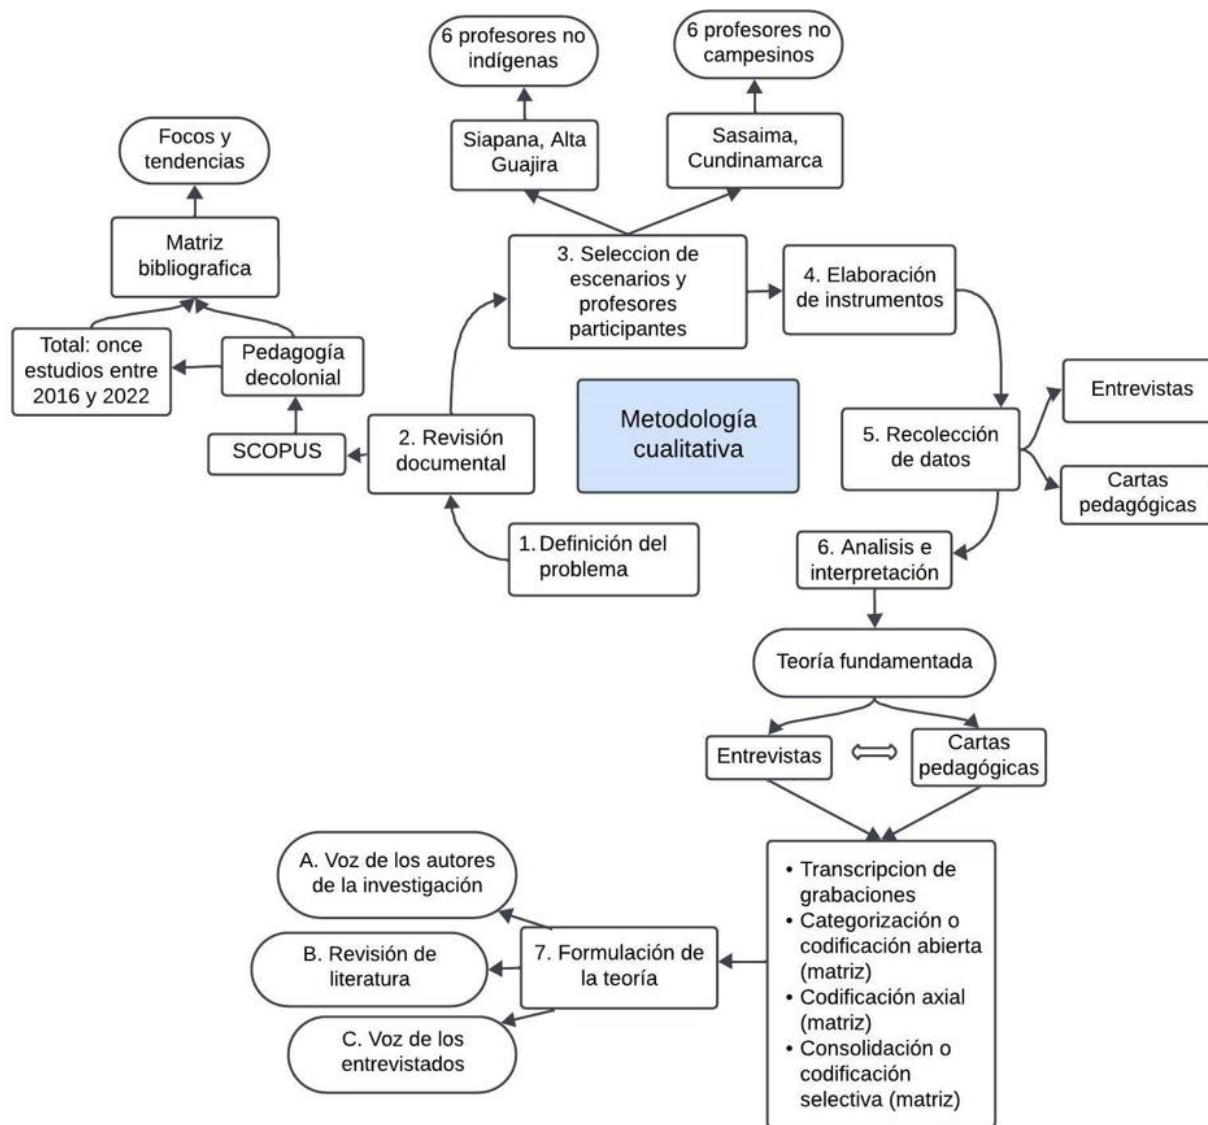 6 profesores no
indígenas
6 profesores no
campesinos
Siapana, Alta
Guajira
Sasaima,
Cundinamarca
Focos y
tendencias
Matriz
bibliografica
Total: once
estudios entre
2016 y 2022
Pedagogía
decolonial
SCOPUS
2. Revisión
documental
1. Definición del
problema
3. Seleccion de
escenarios y
profesores
participantes
4. Elaboración
de instrumentos
Metodología
cualitativa
5. Recolección
de datos
Entrevistas
Cartas
pedagógicas
6. Analisis e
interpretación
Teoría fundamentada
Entrevistas
Cartas
pedagógicas
• Transcripcion de
grabaciones
• Categorización o
codificación abierta
(matriz)
• Codificación axial
(matriz)
• Consolidación o
codificación
selectiva (matriz)
7. Formulación de
la teoría
A. Voz de los autores
de la investigación
B. Revisión de
literatura
C. Voz de los
entrevistados